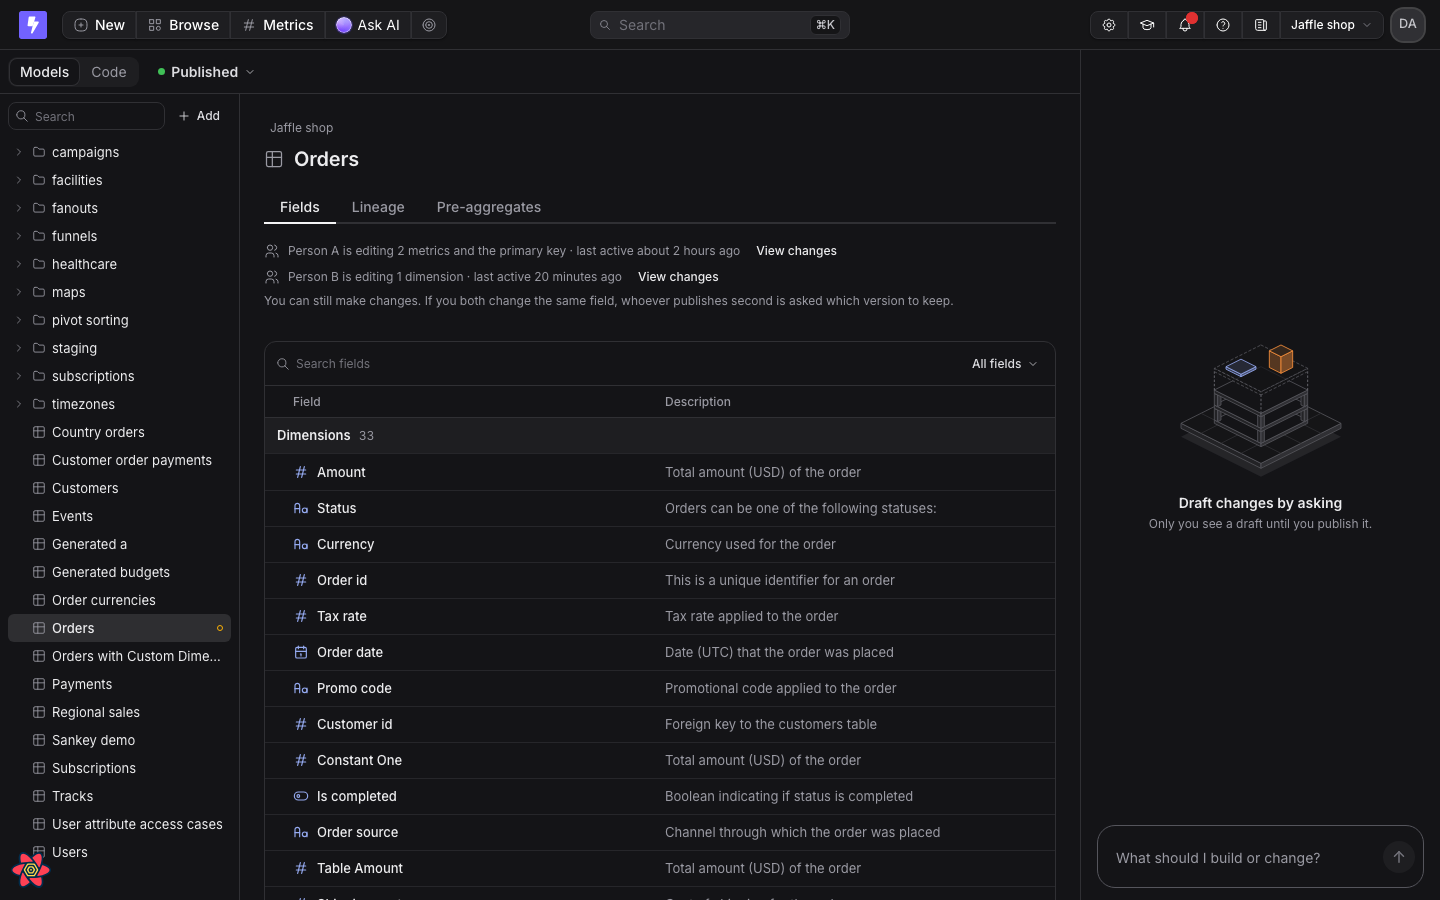 New
Browse
Metrics
Ask AI
Search
⌘K
Jaffle shop
DA
Models
Code
Published
Search
Add
campaigns
facilities
fanouts
funnels
healthcare
maps
pivot sorting
staging
subscriptions
timezones
Country orders
Customer order payments
Customers
Events
Generated a
Generated budgets
Order currencies
Orders
Orders with Custom Dime...
Payments
Regional sales
Sankey demo
Subscriptions
Tracks
User attribute access cases
Users
Jaffle shop
Orders
Fields
Lineage
Pre-aggregates
Person A is editing 2 metrics and the primary key · last active about 2 hours ago View changes
Person B is editing 1 dimension · last active 20 minutes ago View changes
You can still make changes. If you both change the same field, whoever publishes second is asked which version to keep.
Search fields
All fields
Field Description
Dimensions 33
Amount Total amount (USD) of the order
Status Orders can be one of the following statuses:
Currency Currency used for the order
Order id This is a unique identifier for an order
Tax rate Tax rate applied to the order
Order date Date (UTC) that the order was placed
Promo code Promotional code applied to the order
Customer id Foreign key to the customers table
Constant One Total amount (USD) of the order
Is completed Boolean indicating if status is completed
Order source Channel through which the order was placed
Table Amount Total amount (USD) of the order
Draft changes by asking
Only you see a draft until you publish it.
What should I build or change?